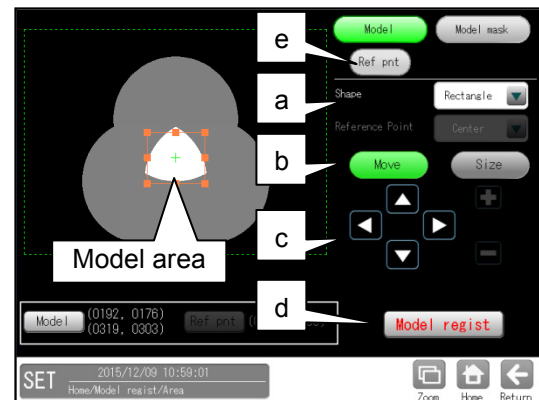 e
Model
Model mask
Ref pnt
a
Shape
Rectangle
Reference Point
Center
b
Move
Size
c
Model area
d
Model
(0192, 0176)
(0319, 0303)
Ref pnt
Model regist
SET
2015/12/09 10:59:01
Home/Model regist/Area
Zoom
Home
Return